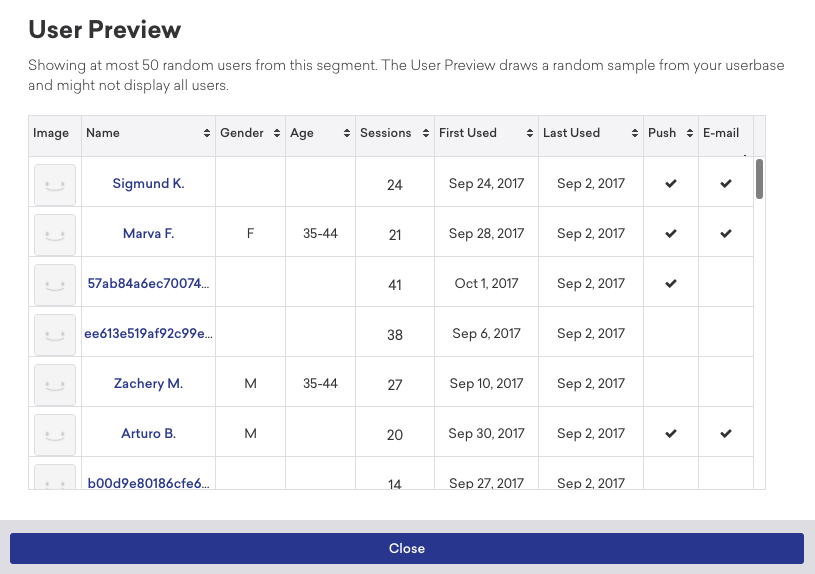 User Preview
Showing at most 50 random users from this segment. The User Preview draws a random sample from your userbase
and might not display all users.
Image Name Gender Age Sessions First Used Last Used Push E-mail
Sigmund K. 24 Sep 24, 2017 Sep 2, 2017 ✔ ✔
Marva F. F 35-44 21 Sep 28, 2017 Sep 2, 2017 ✔ ✔
57ab84a6ec70074... 41 Oct 1, 2017 Sep 2, 2017 ✔
ee613e519af92c99e... 38 Sep 6, 2017 Sep 2, 2017
Zachery M. M 35-44 27 Sep 10, 2017 Sep 2, 2017
Arturo B. M 20 Sep 30, 2017 Sep 2, 2017 ✔ ✔
b00d9e80186cfe6... 14 Sep 27, 2017 Sep 2, 2017
Close